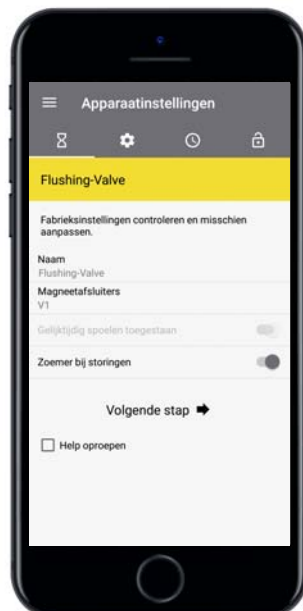 Apparaatinstellingen
Flushing-Valve
Fabrieksinstellingen controleren en misschien
aanpassen.
Naam
Flushing-Valve
Magneetafsluiters
V1
Gelijktijdig spoelen toegestaan
Zoemer bij storingen
Volgende stap
Help oproepen